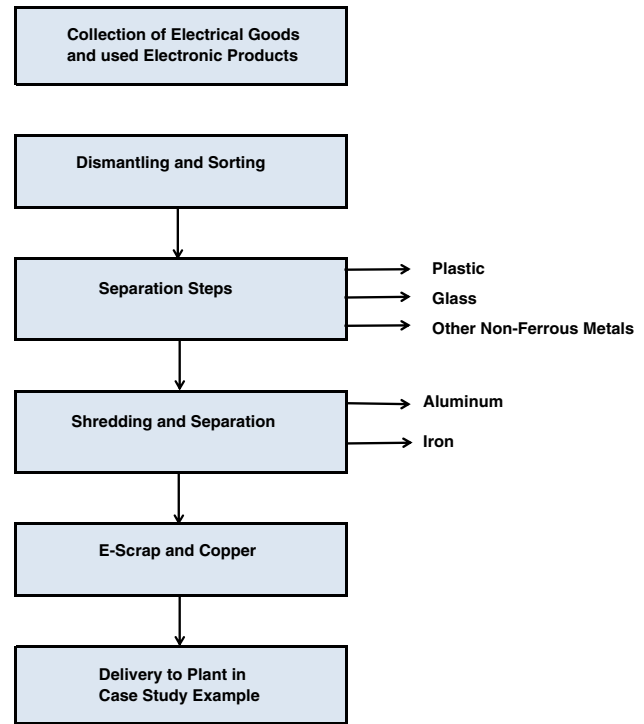 Collection of Electrical Goods
and used Electronic Products
Dismantling and Sorting
Separation Steps
Plastic
Glass
Other Non-Ferrous Metals
Shredding and Separation
Aluminum
Iron
E-Scrap and Copper
Delivery to Plant in
Case Study Example